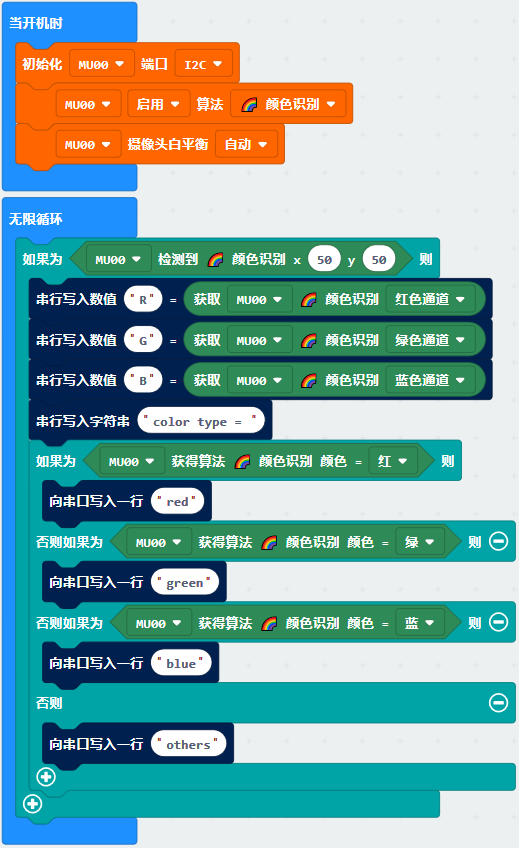 当开机时
初始化 MU00 端口 I2C
MU00 启用 算法 颜色识别
MU00 摄像头白平衡 自动
无限循环
如果为 MU00 检测到 颜色识别 x 50 y 50 则
串行写入数值 "R" = 获取 MU00 颜色识别 红色通道
串行写入数值 "G" = 获取 MU00 颜色识别 绿色通道
串行写入数值 "B" = 获取 MU00 颜色识别 蓝色通道
串行写入字符串 "color type = "
如果为 MU00 获得算法 颜色识别 颜色 = 红 则
向串口写入一行 "red"
否则如果为 MU00 获得算法 颜色识别 颜色 = 绿 则
向串口写入一行 "green"
否则如果为 MU00 获得算法 颜色识别 颜色 = 蓝 则
向串口写入一行 "blue"
否则
向串口写入一行 "others"